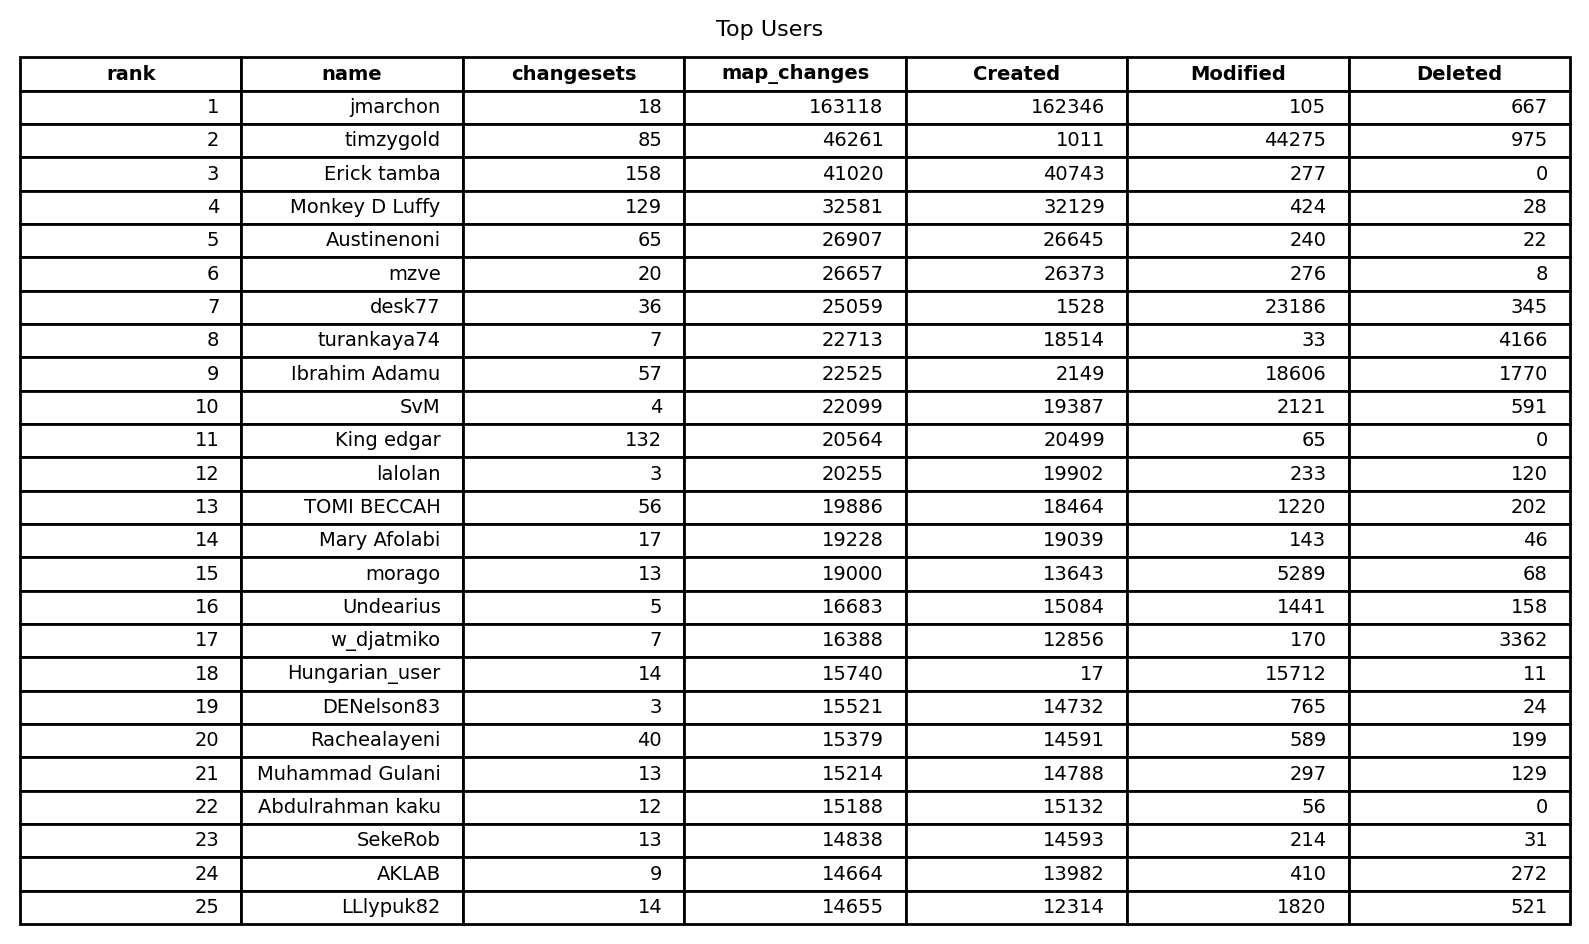 Top Users
rank name changesets map_changes Created Modified Deleted
1 jmarchon 18 163118 162346 105 667
2 timzygold 85 46261 1011 44275 975
3 Erick tamba 158 41020 40743 277 0
4 Monkey D Luffy 129 32581 32129 424 28
5 Austinenoni 65 26907 26645 240 22
6 mzve 20 26657 26373 276 8
7 desk77 36 25059 1528 23186 345
8 turankaya74 7 22713 18514 33 4166
9 Ibrahim Adamu 57 22525 2149 18606 1770
10 SvM 4 22099 19387 2121 591
11 King edgar 132 20564 20499 65 0
12 lalolan 3 20255 19902 233 120
13 TOMI BECCAH 56 19886 18464 1220 202
14 Mary Afolabi 17 19228 19039 143 46
15 morago 13 19000 13643 5289 68
16 Undearius 5 16683 15084 1441 158
17 w_djatmiko 7 16388 12856 170 3362
18 Hungarian_user 14 15740 17 15712 11
19 DENelson83 3 15521 14732 765 24
20 Rachealayeni 40 15379 14591 589 199
21 Muhammad Gulani 13 15214 14788 297 129
22 Abdulrahman kaku 12 15188 15132 56 0
23 SekeRob 13 14838 14593 214 31
24 AKLAB 9 14664 13982 410 272
25 LLlypuk82 14 14655 12314 1820 521